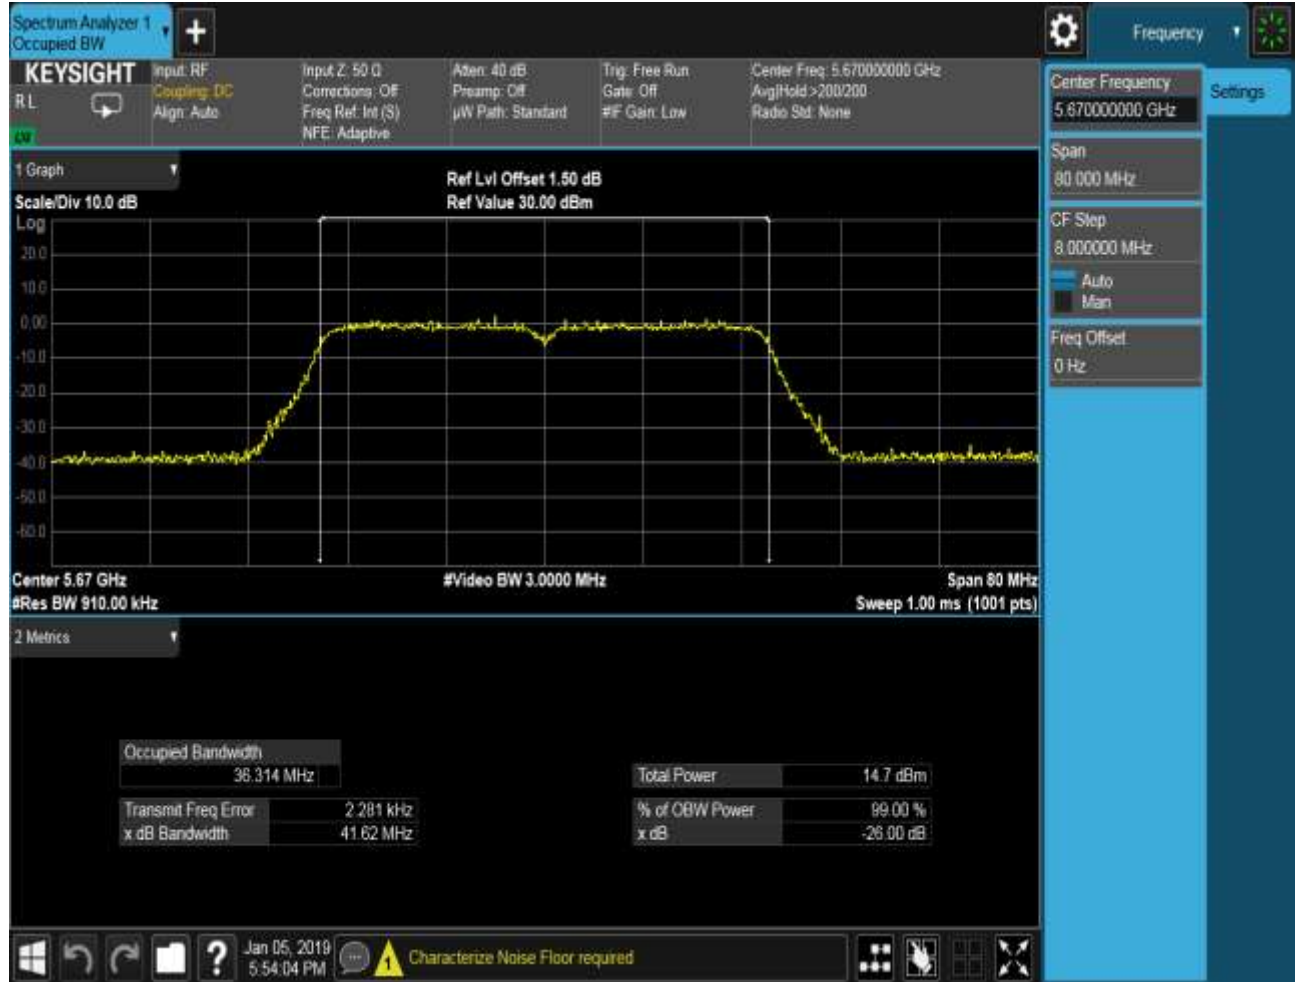 Spectrum Analyzer 1
Occupied BW
Frequency
KEYSIGHT
RL
Input: RF
Coupling: DC
Align: Auto
Input Z: 50 Ω
Corrections: Off
Freq Ref: Int (S)
NFE: Adaptive
Atten: 40 dB
Preamp: Off
µW Path: Standard
Trig: Free Run
Gate: Off
#IF Gain: Low
Center Freq: 5.670000000 GHz
Avg|Hold:>200/200
Radio Std: None
Center Frequency
5.670000000 GHz
Settings
Span
80.000 MHz
CF Step
8.000000 MHz
Auto
Man
Freq Offset
0 Hz
1 Graph
Scale/Div 10.0 dB
Ref Lvl Offset 1.50 dB
Ref Value 30.00 dBm
Log
20.0
10.0
0.00
-10.0
-20.0
-30.0
-40.0
-50.0
-60.0
Center 5.67 GHz
#Video BW 3.0000 MHz
Span 80 MHz
#Res BW 910.00 kHz
Sweep 1.00 ms (1001 pts)
2 Metrics
Occupied Bandwidth
36.314 MHz
Total Power 14.7 dBm
Transmit Freq Error 2.281 kHz
% of OBW Power 99.00 %
x dB Bandwidth 41.62 MHz
x dB -26.00 dB
?
Jan 05, 2019
5:54:04 PM
1
Characterize Noise Floor required